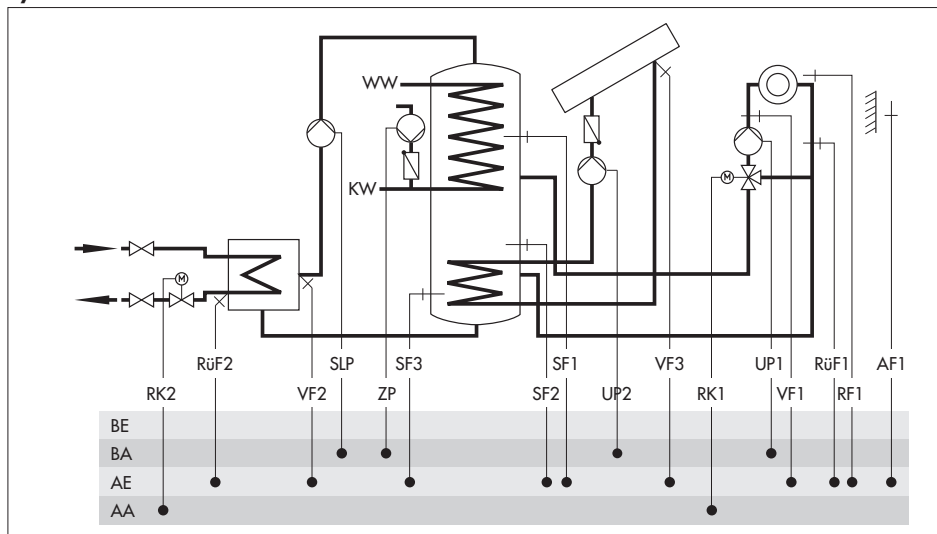 WW
KW
M
M
RüF2 SLP SF3 SF1 VF3 UP1 RüF1 AF1
RK2 VF2 ZP SF2 UP2 RK1 VF1 RF1
BE
BA
AE
AA